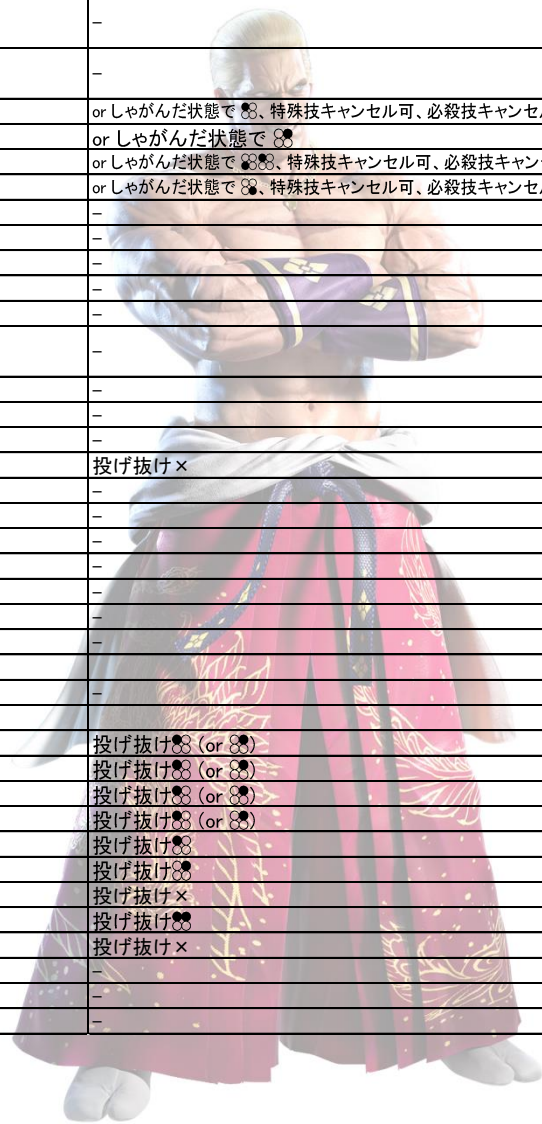 –
–
or しゃがんだ状態で、特殊技キャンセル可、必殺技キャンセル
or しゃがんだ状態で
or しゃがんだ状態で、特殊技キャンセル可、必殺技キャン
or しゃがんだ状態で、特殊技キャンセル可、必殺技キャンセル
–
–
–
–
–
–
–
–
–
投げ抜け×
–
–
–
–
–
–
–
–
投げ抜け (or )
投げ抜け (or )
投げ抜け (or )
投げ抜け (or )
投げ抜け
投げ抜け
投げ抜け×
投げ抜け
投げ抜け×
–
–
–